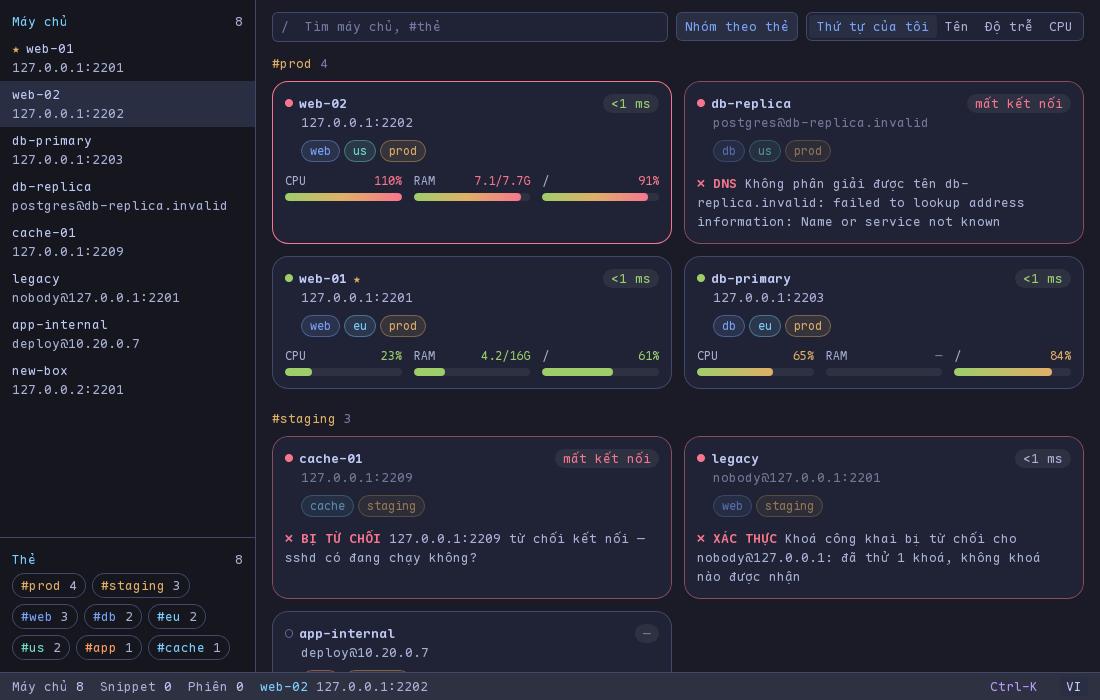 Máy chủ 8
★ web-01
127.0.0.1:2201
web-02
127.0.0.1:2202
db-primary
127.0.0.1:2203
db-replica
postgres@db-replica.invalid
cache-01
127.0.0.1:2209
legacy
nobody@127.0.0.1:2201
app-internal
deploy@10.20.0.7
new-box
127.0.0.2:2201
Thẻ 8
#prod 4 #staging 3
#web 3 #db 2 #eu 2
#us 2 #app 1 #cache 1
/ Tìm máy chủ, #thẻ Nhóm theo thẻ Thứ tự của tôi Tên Độ trễ CPU
#prod 4
web-02 <1 ms
127.0.0.1:2202
web us prod
CPU 110% RAM 7.1/7.7G / 91%
db-replica mất kết nối
postgres@db-replica.invalid
db us prod
× DNS Không phân giải được tên db-
replica.invalid: failed to lookup address
information: Name or service not known
web-01 ★ <1 ms
127.0.0.1:2201
web eu prod
CPU 23% RAM 4.2/16G / 61%
db-primary <1 ms
127.0.0.1:2203
db eu prod
CPU 65% RAM — / 84%
#staging 3
cache-01 mất kết nối
127.0.0.1:2209
cache staging
× BỊ TỪ CHỐI 127.0.0.1:2209 từ chối kết nối —
sshd có đang chạy không?
legacy <1 ms
nobody@127.0.0.1:2201
web staging
× XÁC THỰC Khoá công khai bị từ chối cho
nobody@127.0.0.1: đã thử 1 khoá, không khoá
nào được nhận
app-internal —
deploy@10.20.0.7
Máy chủ 8 Snippet 0 Phiên 0 web-02 127.0.0.1:2202 Ctrl-K VI